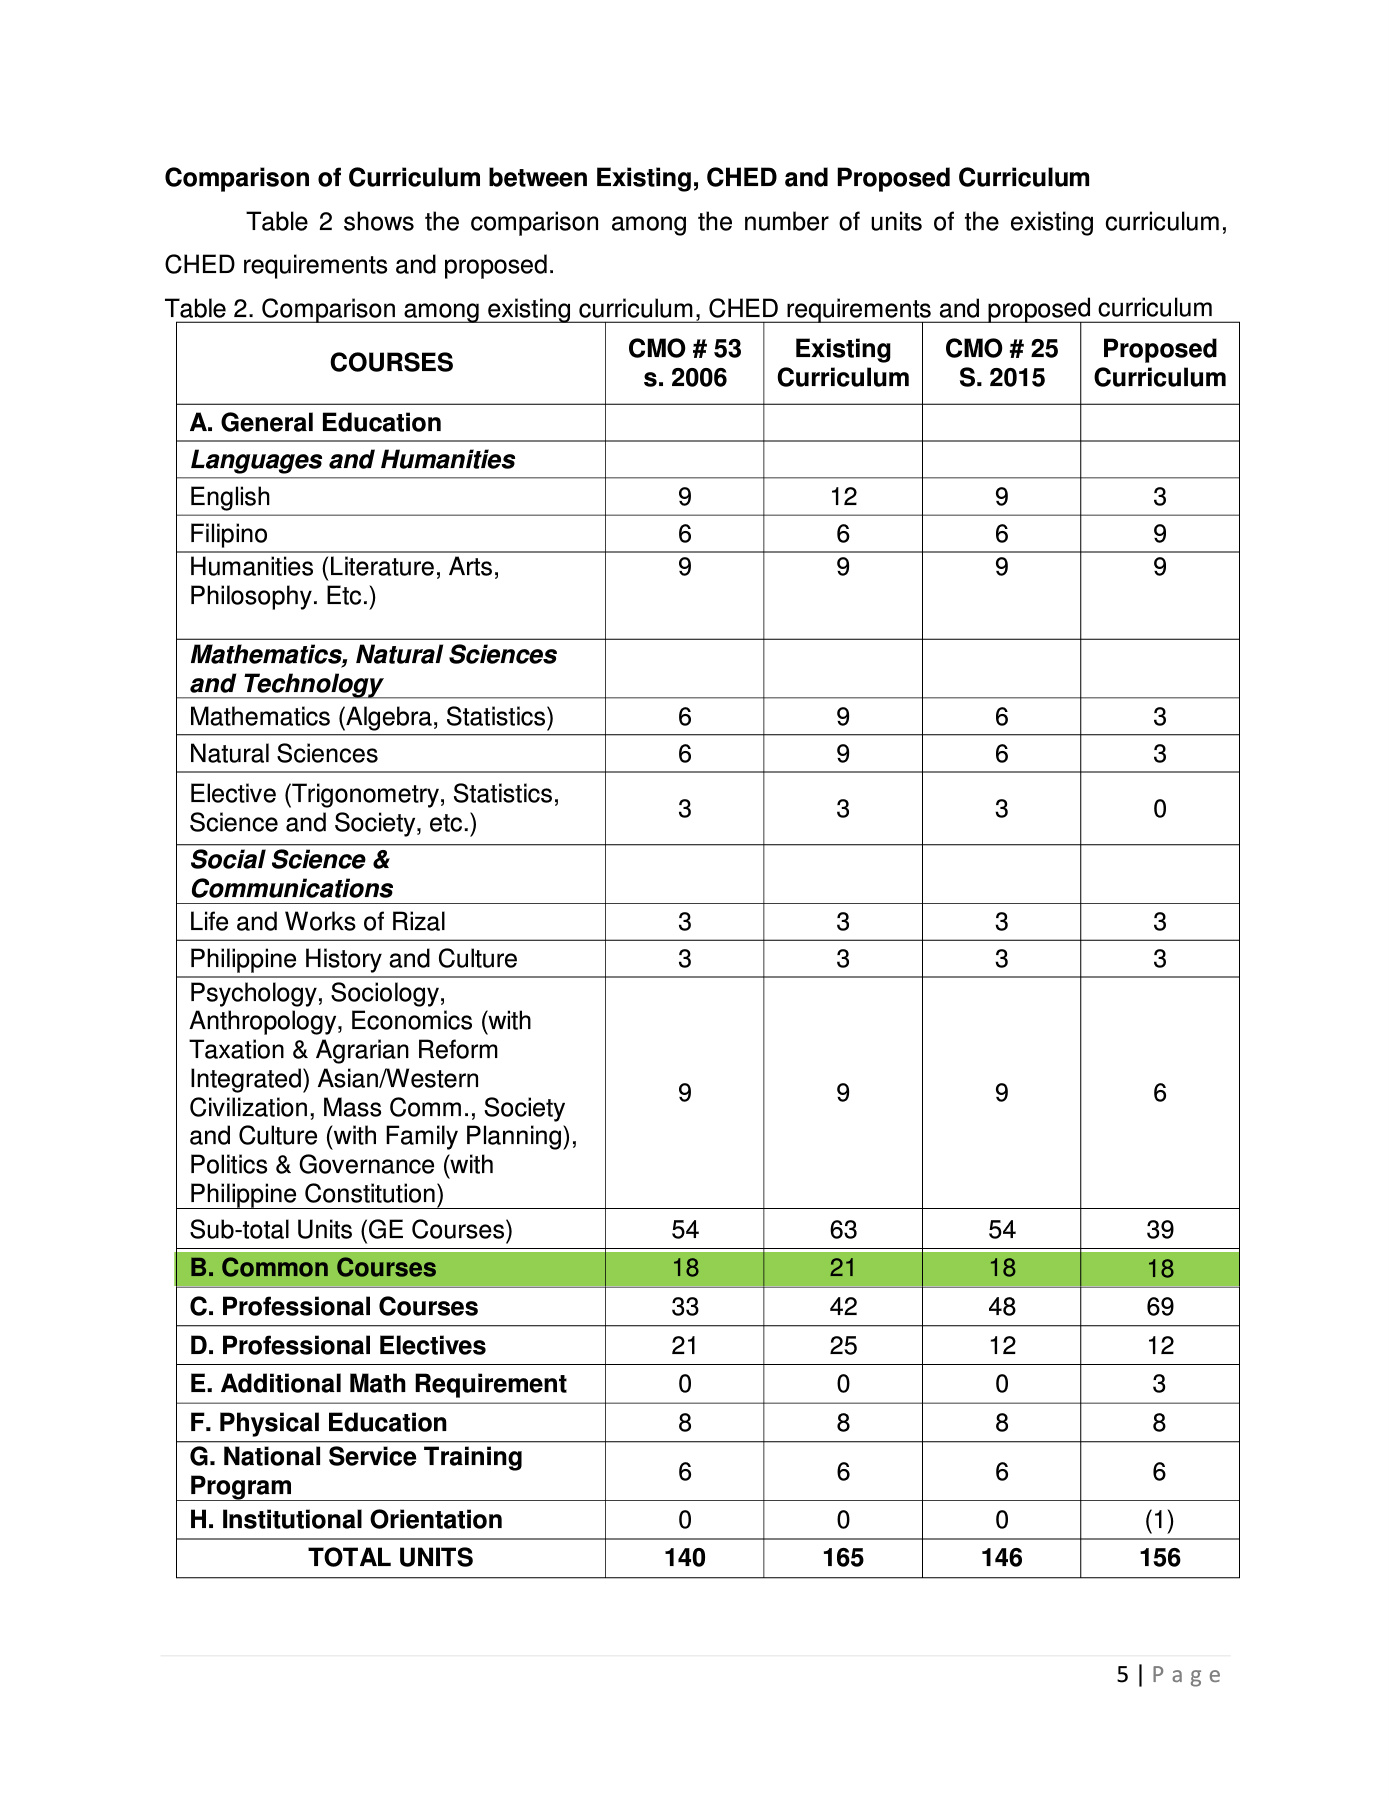 Comparison of Curriculum between Existing, CHED and Proposed Curriculum
Table 2 shows the comparison among the number of units of the existing curriculum,
CHED requirements and proposed.
Table 2. Comparison among existing curriculum, CHED requirements and proposed curriculum
COURSES
CMO # 53
s. 2006
Existing
Curriculum
CMO # 25
S. 2015
Proposed
Curriculum
A. General Education
Languages and Humanities
English 9 12 9 3
Filipino 6 6 6 9
Humanities (Literature, Arts, 9 9 9 9
Philosophy. Etc.)
Mathematics, Natural Sciences
and Technology
Mathematics (Algebra, Statistics) 6 9 6 3
Natural Sciences 6 9 6 3
Elective (Trigonometry, Statistics,
Science and Society, etc.)
3 3 3 0
Social Science &
Communications
Life and Works of Rizal 3 3 3 3
Philippine History and Culture 3 3 3 3
Psychology, Sociology,
Anthropology, Economics (with
Taxation & Agrarian Reform
Integrated) Asian/Western
Civilization, Mass Comm., Society
and Culture (with Family Planning),
Politics & Governance (with
Philippine Constitution)
9 9 9 6
Sub-total Units (GE Courses) 54 63 54 39
B. Common Courses 18 21 18 18
C. Professional Courses 33 42 48 69
D. Professional Electives 21 25 12 12
E. Additional Math Requirement 0 0 0 3
F. Physical Education 8 8 8 8
G. National Service Training
Program
6 6 6 6
H. Institutional Orientation 0 0 0 (1)
TOTAL UNITS 140 165 146 156
5 | Page